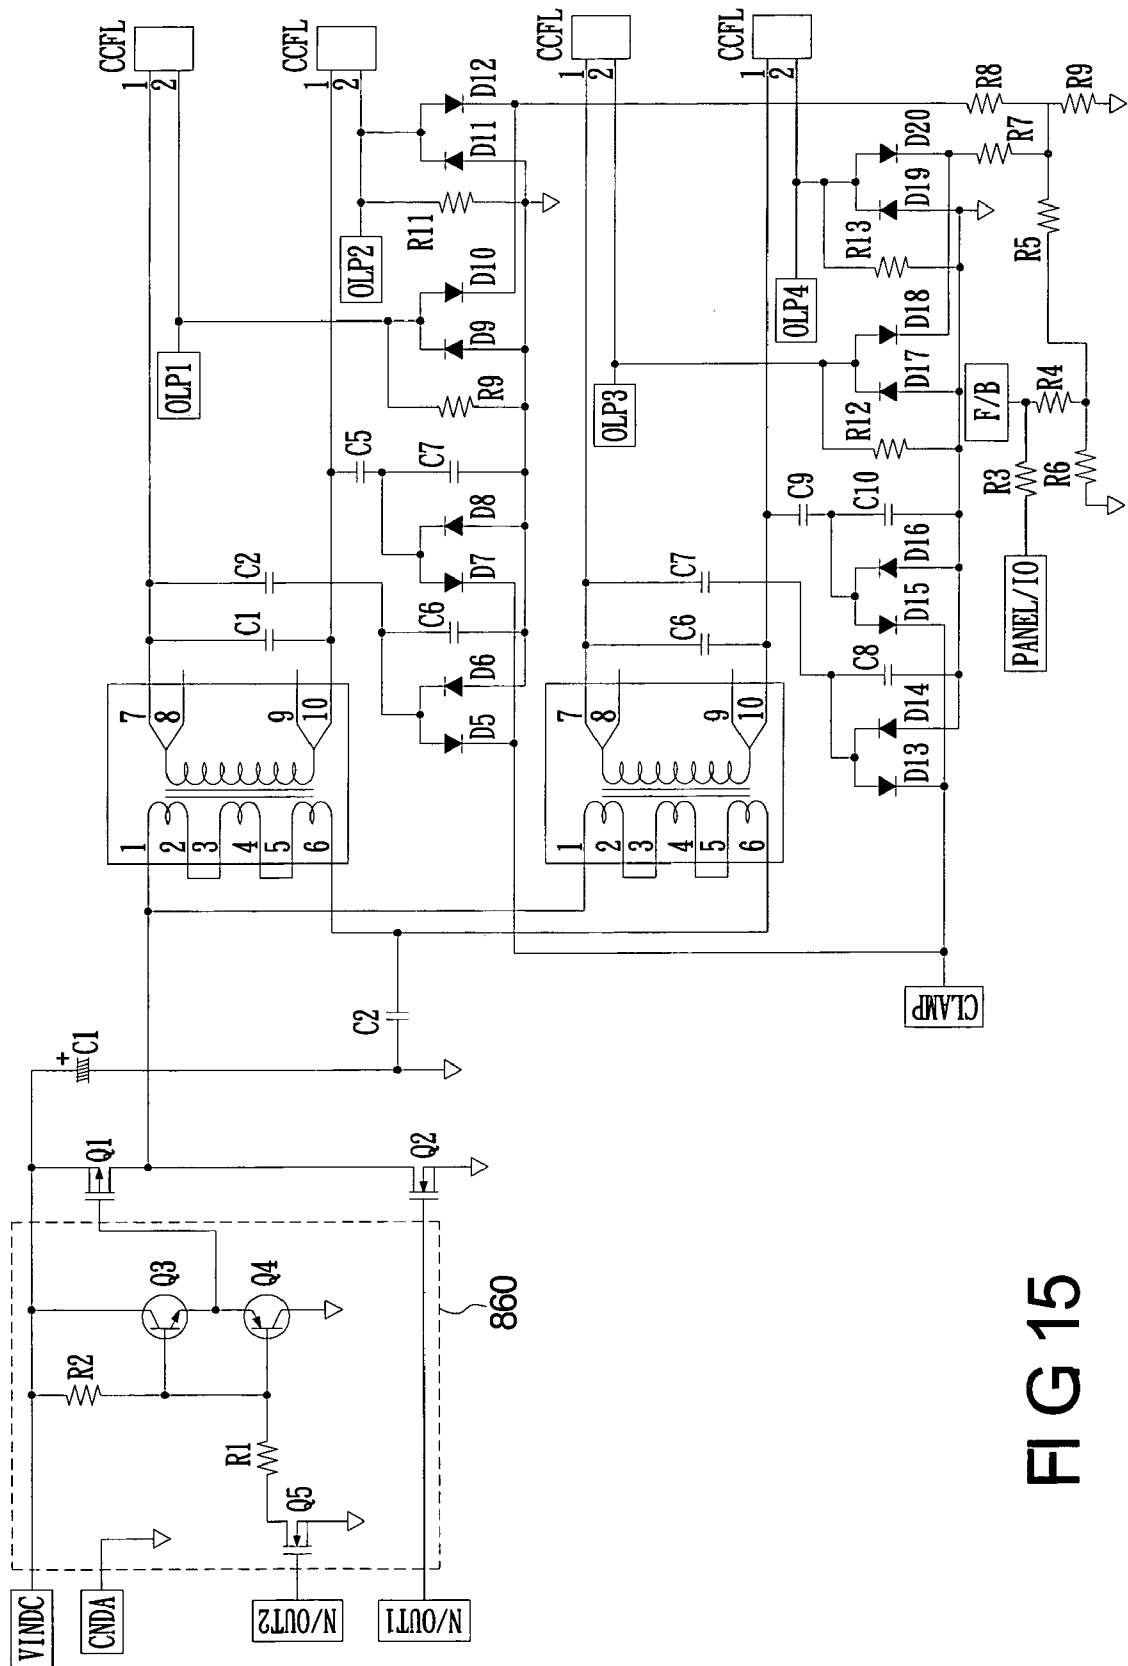 VINDC
CNDA
N/OUT2
N/OUT1
R2
R1
Q3
Q4
Q5
860
Q1
Q2
+
C1
C2
1
2
3
4
5
6
7
8
9
10
C1
C2
CCFL
1
2
OLP1
CCFL
1
2
OLP2
D5
D6
C6
D7
D8
C5
C7
R9
D9
D10
R11
D11
D12
1
2
3
4
5
6
7
8
9
10
C6
C7
CCFL
1
2
OLP3
CCFL
1
2
OLP4
D13
D14
C8
D15
D16
C9
C10
R12
D17
D18
R13
D19
D20
CLAMP
PANEL/IO
R3
F/B
R4
R6
R5
R7
R8
R9
FIG 15